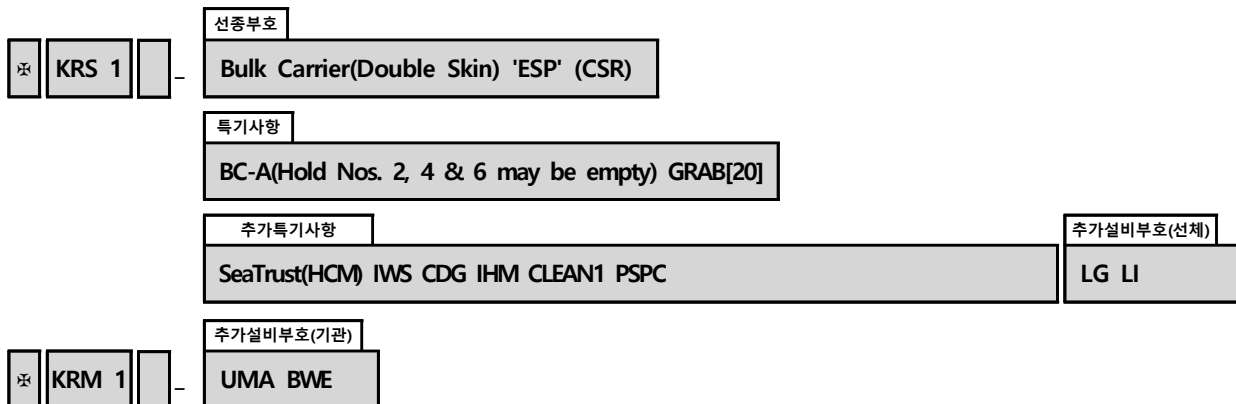 선종부호
✠ KRS 1 – Bulk Carrier(Double Skin) 'ESP' (CSR)
특기사항
BC-A(Hold Nos. 2, 4 & 6 may be empty) GRAB[20]
추가특기사항 추가설비부호(선체)
SeaTrust(HCM) IWS CDG IHM CLEAN1 PSPC LG LI
추가설비부호(기관)
✠ KRM 1 – UMA BWE